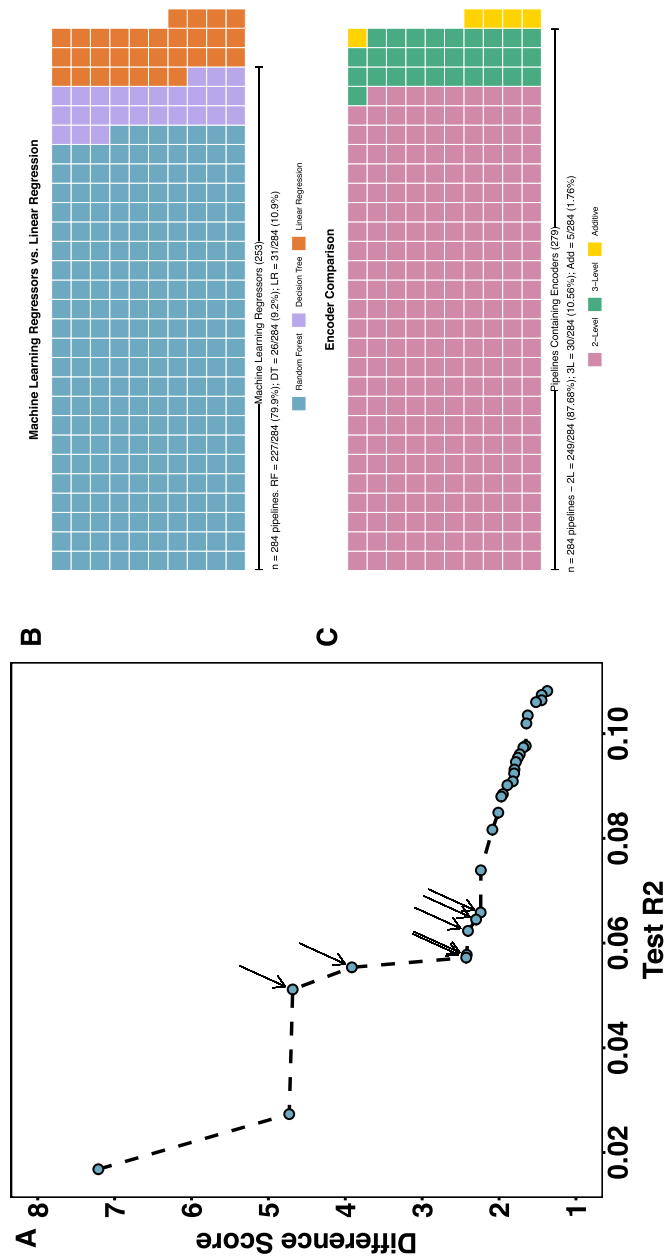 A
Difference Score
8
7
6
5
4
3
2
1
0.02
0.04
0.06
0.08
0.10
Test R2
B
Machine Learning Regressors vs. Linear Regression
Machine Learning Regressors (253)
n = 284 pipelines. RF = 227/284 (79.9%); DT = 26/284 (9.2%); LR = 31/284 (10.9%)
Random Forest
Decision Tree
Linear Regression
C
Encoder Comparison
Pipelines Containing Encoders (279)
n = 284 pipelines − 2L = 249/284 (87.68%); 3L = 30/284 (10.56%); Add = 5/284 (1.76%)
2−Level
3−Level
Additive